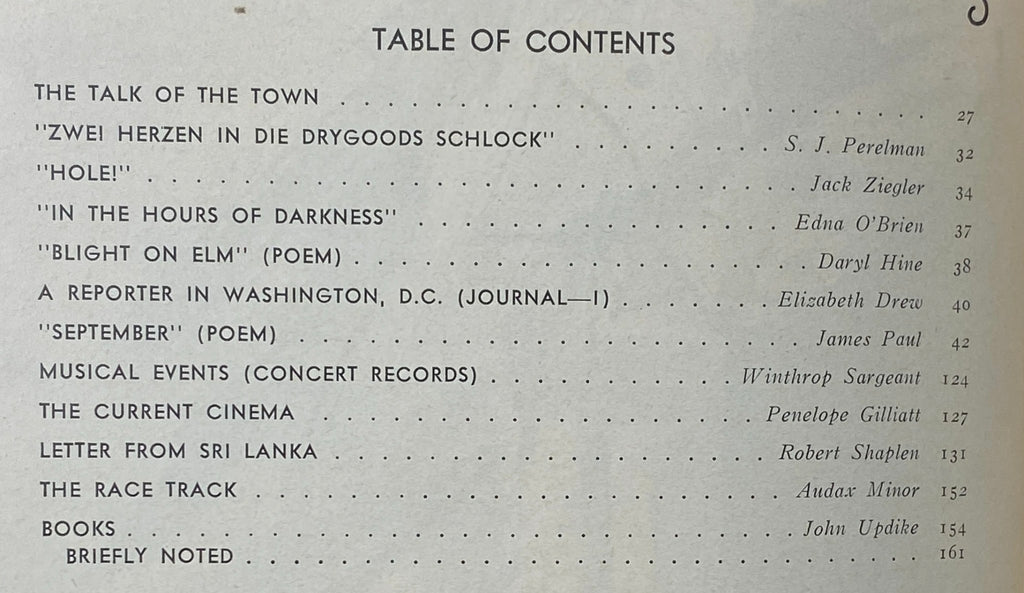 TABLE OF CONTENTS
THE TALK OF THE TOWN . . . . . . . . . . . . . . . . . . . . . . . . . . 27
"ZWEI HERZEN IN DIE DRYGOODS SCHLOCK" . . . . . . . . . S. J. Perelman 32
"HOLE!" . . . . . . . . . . . . . . . . . . . . . . . Jack Ziegler 34
"IN THE HOURS OF DARKNESS" . . . . . . . . . . . . . Edna O'Brien 37
"BLIGHT ON ELM" (POEM) . . . . . . . . . . . . . . . . Daryl Hine 38
A REPORTER IN WASHINGTON, D.C. (JOURNAL—I) . . . . . . . Elizabeth Drew 40
"SEPTEMBER" (POEM) . . . . . . . . . . . . . . . . . . James Paul 42
MUSICAL EVENTS (CONCERT RECORDS) . . . . . . . . . . Winthrop Sargeant 124
THE CURRENT CINEMA . . . . . . . . . . . . . . . Penelope Gilliatt 127
LETTER FROM SRI LANKA . . . . . . . . . . . . . . . Robert Shaplen 131
THE RACE TRACK . . . . . . . . . . . . . . . . . . . Audax Minor 152
BOOKS . . . . . . . . . . . . . . . . . . . . . . . . John Updike 154
BRIEFLY NOTED . . . . . . . . . . . . . . . . . . . . . . . . 161